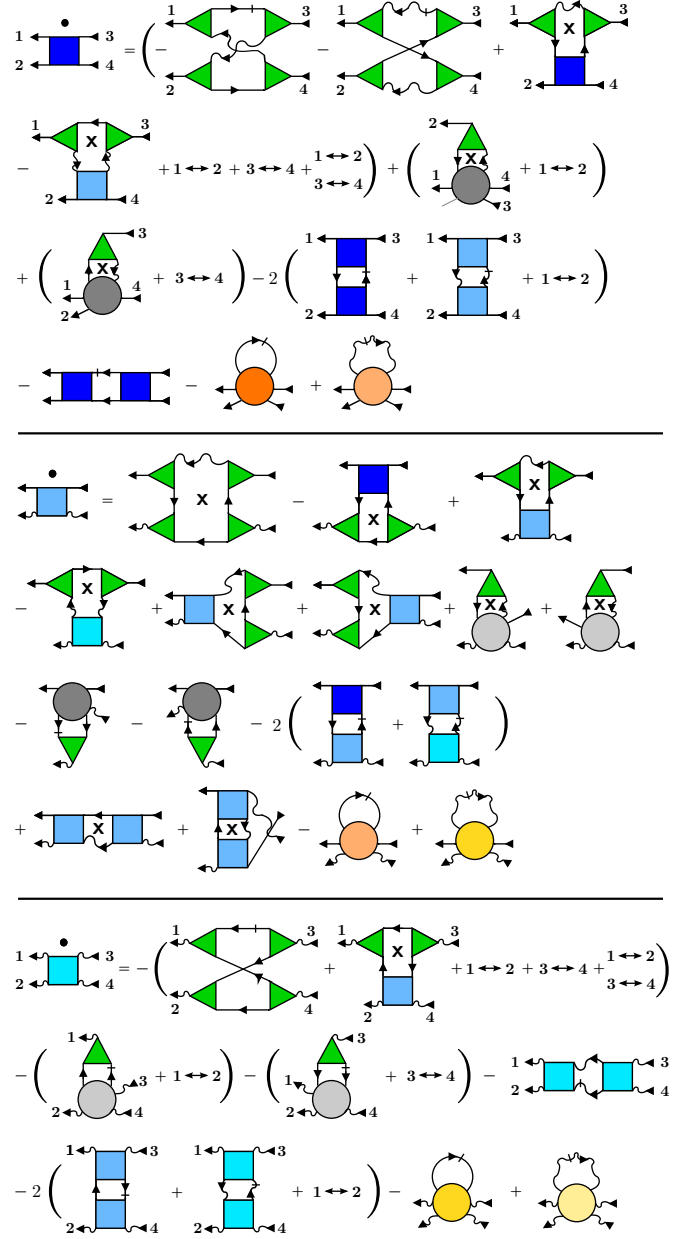 1 3 1 3 1 3
1 3 = ( − − + X
2 4 2 4 2 4 2 4
1 3 2
− X + 1 ↔ 2 + 3 ↔ 4 + 1 ↔ 2 3 ↔ 4 ) + ( X 1 4 + 1 ↔ 2 )
2 4 3
3 1 3 1 3
+ ( X 1 4 + 3 ↔ 4 ) − 2 ( + + 1 ↔ 2 )
2 2 4 2 4
− − +
= X − X + X
− X + X + X + X + X
− − − 2 ( + )
+ X + X − +
1 3 1 3
1 3 = − ( + X + 1 ↔ 2 + 3 ↔ 4 + 1 ↔ 2 3 ↔ 4 )
2 4 2 4 2 4
1 3
− ( 3 + 1 ↔ 2 ) − ( 1 + 3 ↔ 4 ) − 1 3
2 4 2 4 2 4
1 3 1 3
− 2 ( + + 1 ↔ 2 ) − +
2 4 2 4